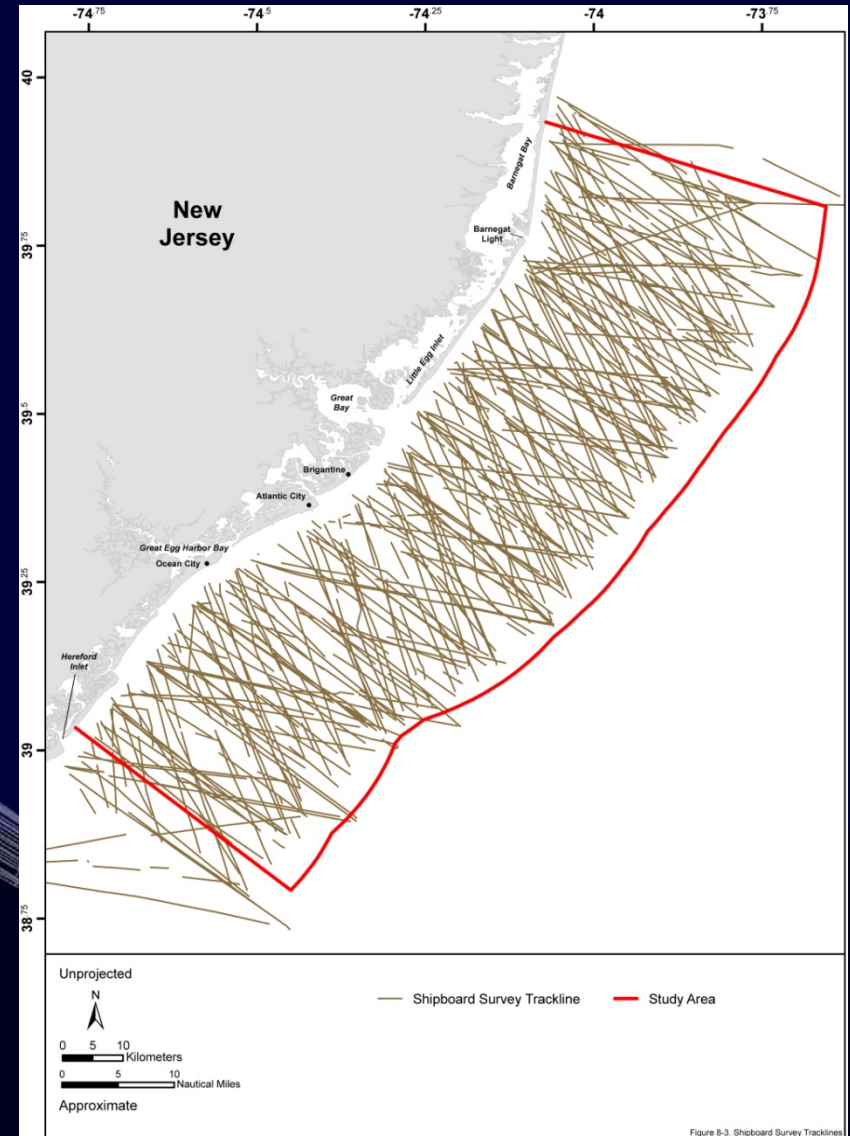 -74.75
-74.5
-74.25
-74
-73.75
40
39.75
39.5
39.25
39
38.75
New
Jersey
Barnegat Bay
Barnegat
Light
Little Egg Inlet
Great
Bay
Brigantine
Atlantic City
Great Egg Harbor Bay
Ocean City
Hereford
Inlet
Unprojected
N
0 5 10
Kilometers
0 5 10
Nautical Miles
Approximate
Shipboard Survey Trackline
Study Area
Figure 8-3. Shipboard Survey Tracklines